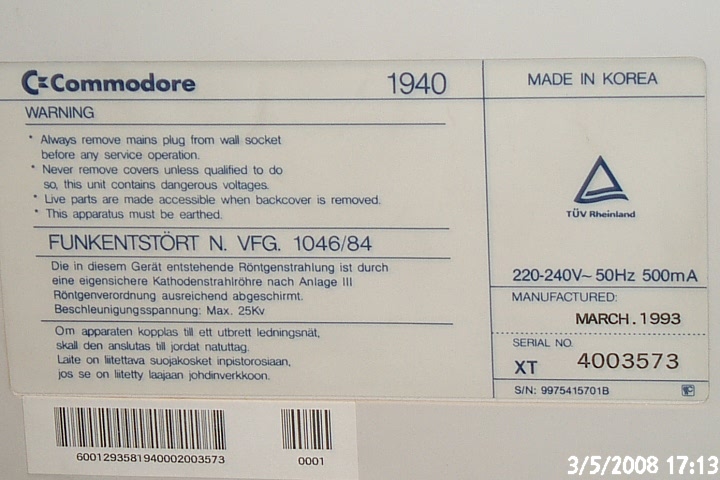 Commodore 1940
WARNING
* Always remove mains plug from wall socket
before any service operation.
* Never remove covers unless qualified to do
so, this unit contains dangerous voltages.
* Live parts are made accessible when backcover is removed.
* This apparatus must be earthed.
FUNKENTSTÖRT N. VFG. 1046/84
Die in diesem Gerät entstehende Röntgenstrahlung ist durch
eine eigensichere Kathodenstrahlröhre nach Anlage III
Röntgenverordnung ausreichend abgeschirmt.
Beschleunigungsspannung: Max. 25Kv
Om apparaten kopplas till ett utbrett ledningsnät,
skall den anslutas till jordat natuttag.
Laite on liitettava suojakosket inpistorosiaan,
jos se on liitetty laajaan johdinverkkoon.
MADE IN KOREA
TÜV Rheinland
220-240V~ 50Hz 500mA
MANUFACTURED:
MARCH.1993
SERIAL NO.
XT 4003573
S/N: 9975415701B
6001293581940002003573
0001
3/5/2008 17:13